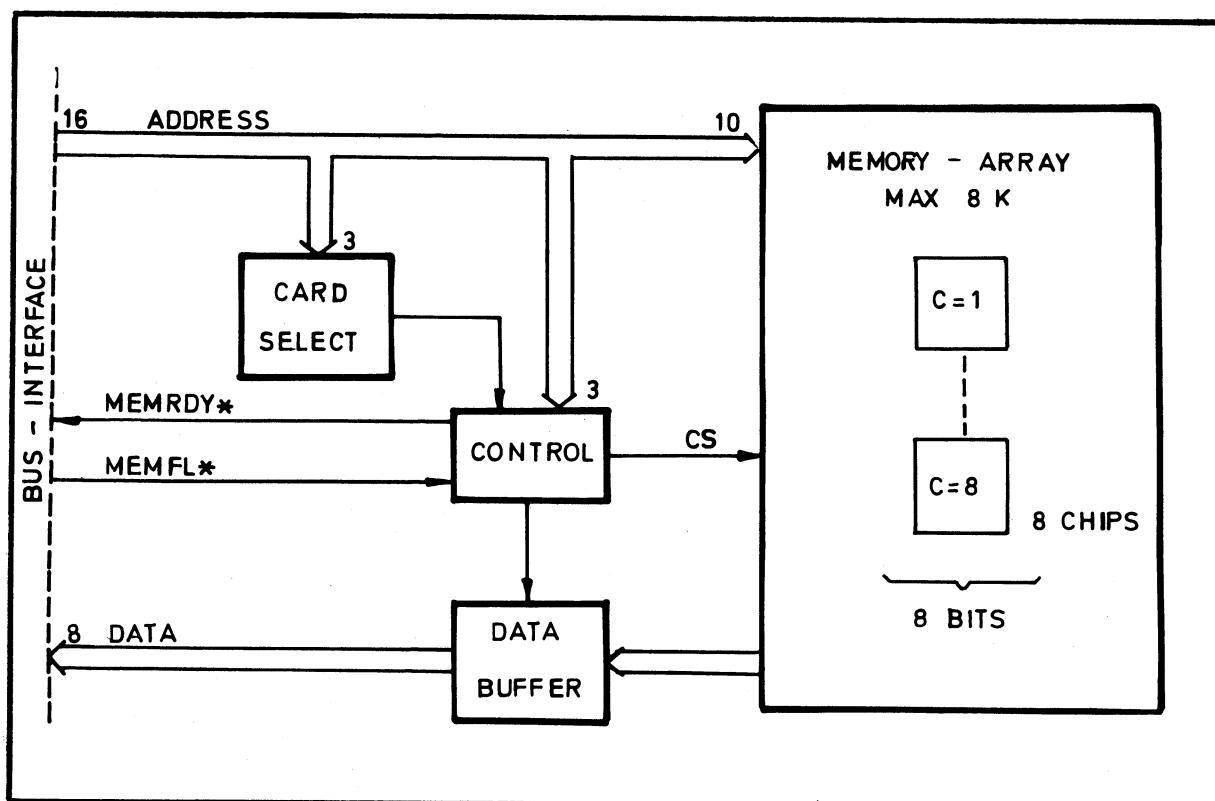 16 ADDRESS 10
MEMORY - ARRAY
MAX 8 K
3
CARD
SELECT
C=1
BUS - INTERFACE
MEMRDY*
3
CONTROL
CS
MEMFL*
C=8
8 CHIPS
8 BITS
8 DATA
DATA
BUFFER